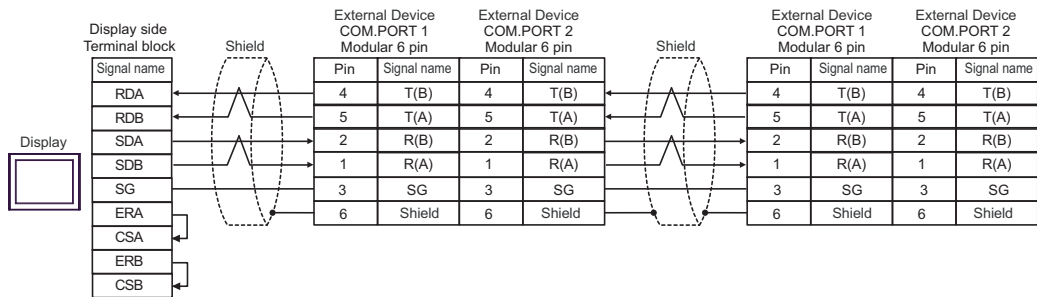 External Device External Device External Device External Device
Display side COM.PORT 1 COM.PORT 2 COM.PORT 1 COM.PORT 2
Terminal block Shield Modular 6 pin Modular 6 pin Shield Modular 6 pin Modular 6 pin
Signal name Pin Signal name Pin Signal name Pin Signal name Pin Signal name
RDA 4 T(B) 4 T(B) 4 T(B) 4 T(B)
RDB 5 T(A) 5 T(A) 5 T(A) 5 T(A)
Display SDA 2 R(B) 2 R(B) 2 R(B) 2 R(B)
SDB 1 R(A) 1 R(A) 1 R(A) 1 R(A)
SG 3 SG 3 SG 3 SG 3 SG
ERA 6 Shield 6 Shield 6 Shield 6 Shield
CSA
ERB
CSB